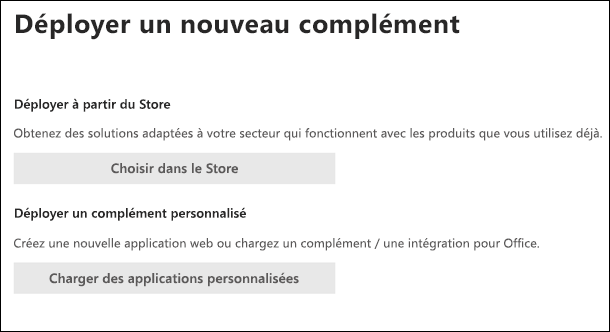 Déployer un nouveau complément
Déployer à partir du Store
Obtenez des solutions adaptées à votre secteur qui fonctionnent avec les produits que vous utilisez déjà.
Choisir dans le Store
Déployer un complément personnalisé
Créez une nouvelle application web ou chargez un complément / une intégration pour Office.
Charger des applications personnalisées